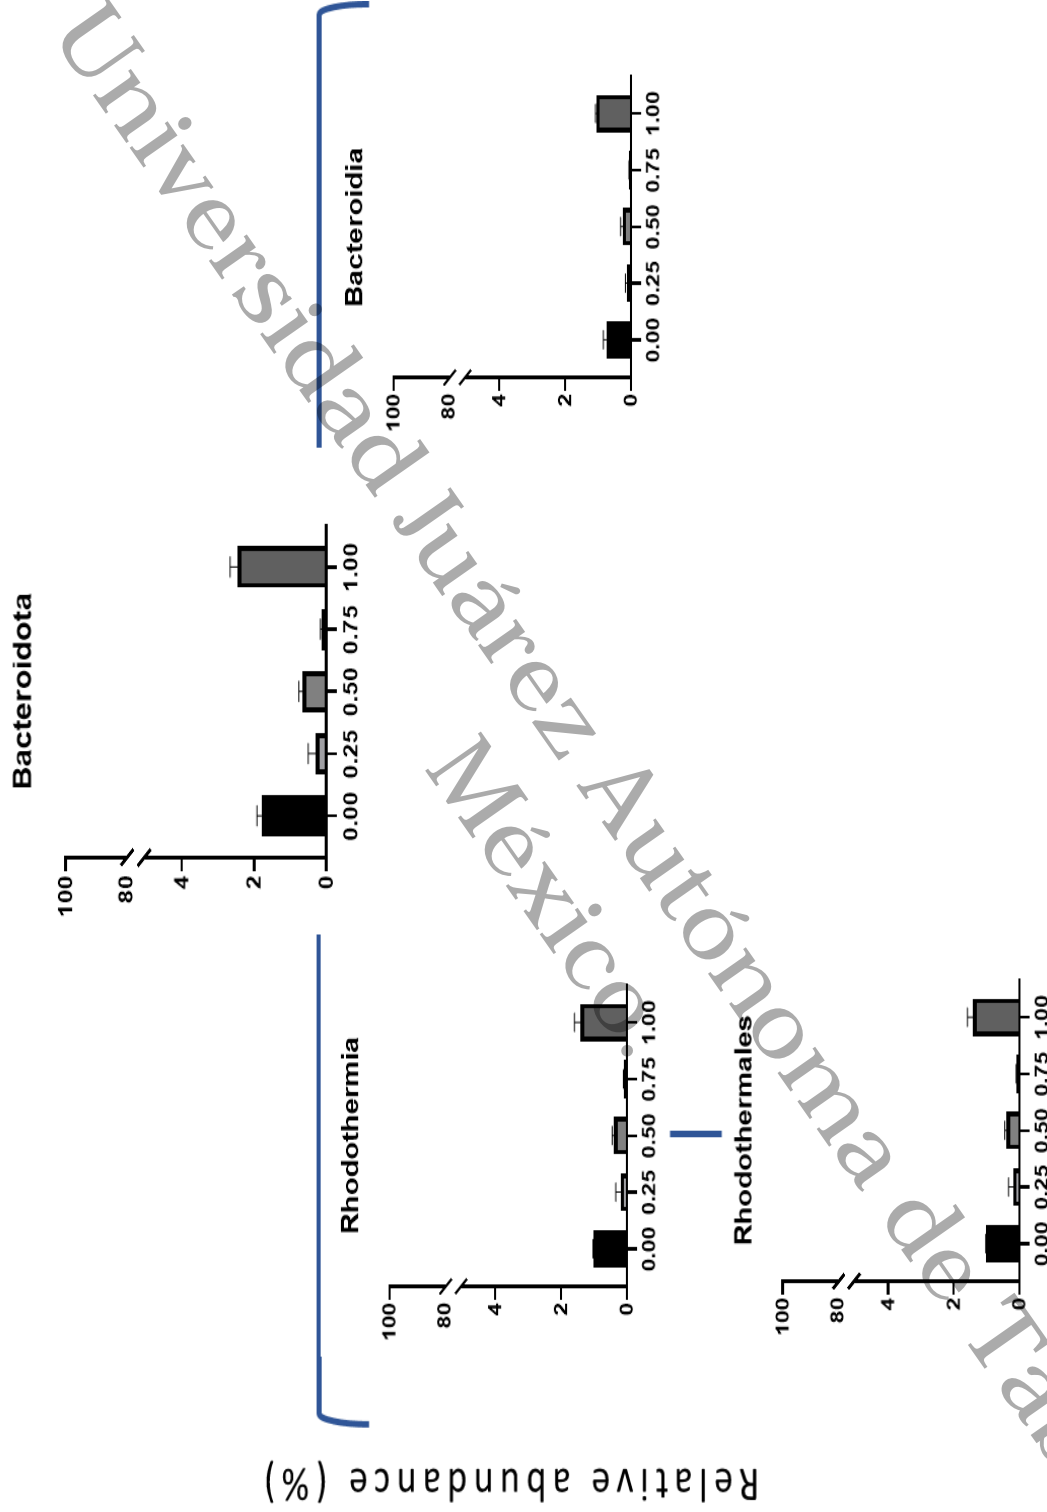 Bacteroidota
100
80
4
2
0
0.00 0.25 0.50 0.75 1.00
Rhodothermia
100
80
4
2
0
0.00 0.25 0.50 0.75 1.00
Bacteroidia
100
80
4
2
0
0.00 0.25 0.50 0.75 1.00
Rhodothermales
100
80
4
2
0
0.00 0.25 0.50 0.75 1.00
Relative abundance (%)
Universidad Juárez Autónoma de Tab
México.